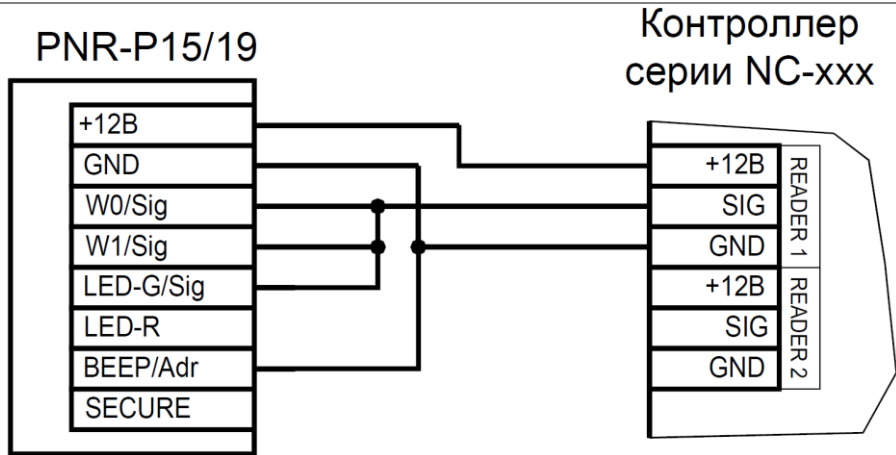 PNR-P15/19
Контроллер
серии NC-xxx
+12В
GND
W0/Sig
W1/Sig
LED-G/Sig
LED-R
BEEP/Adr
SECURE
+12В
SIG
GND
READER 1
+12В
SIG
GND
READER 2